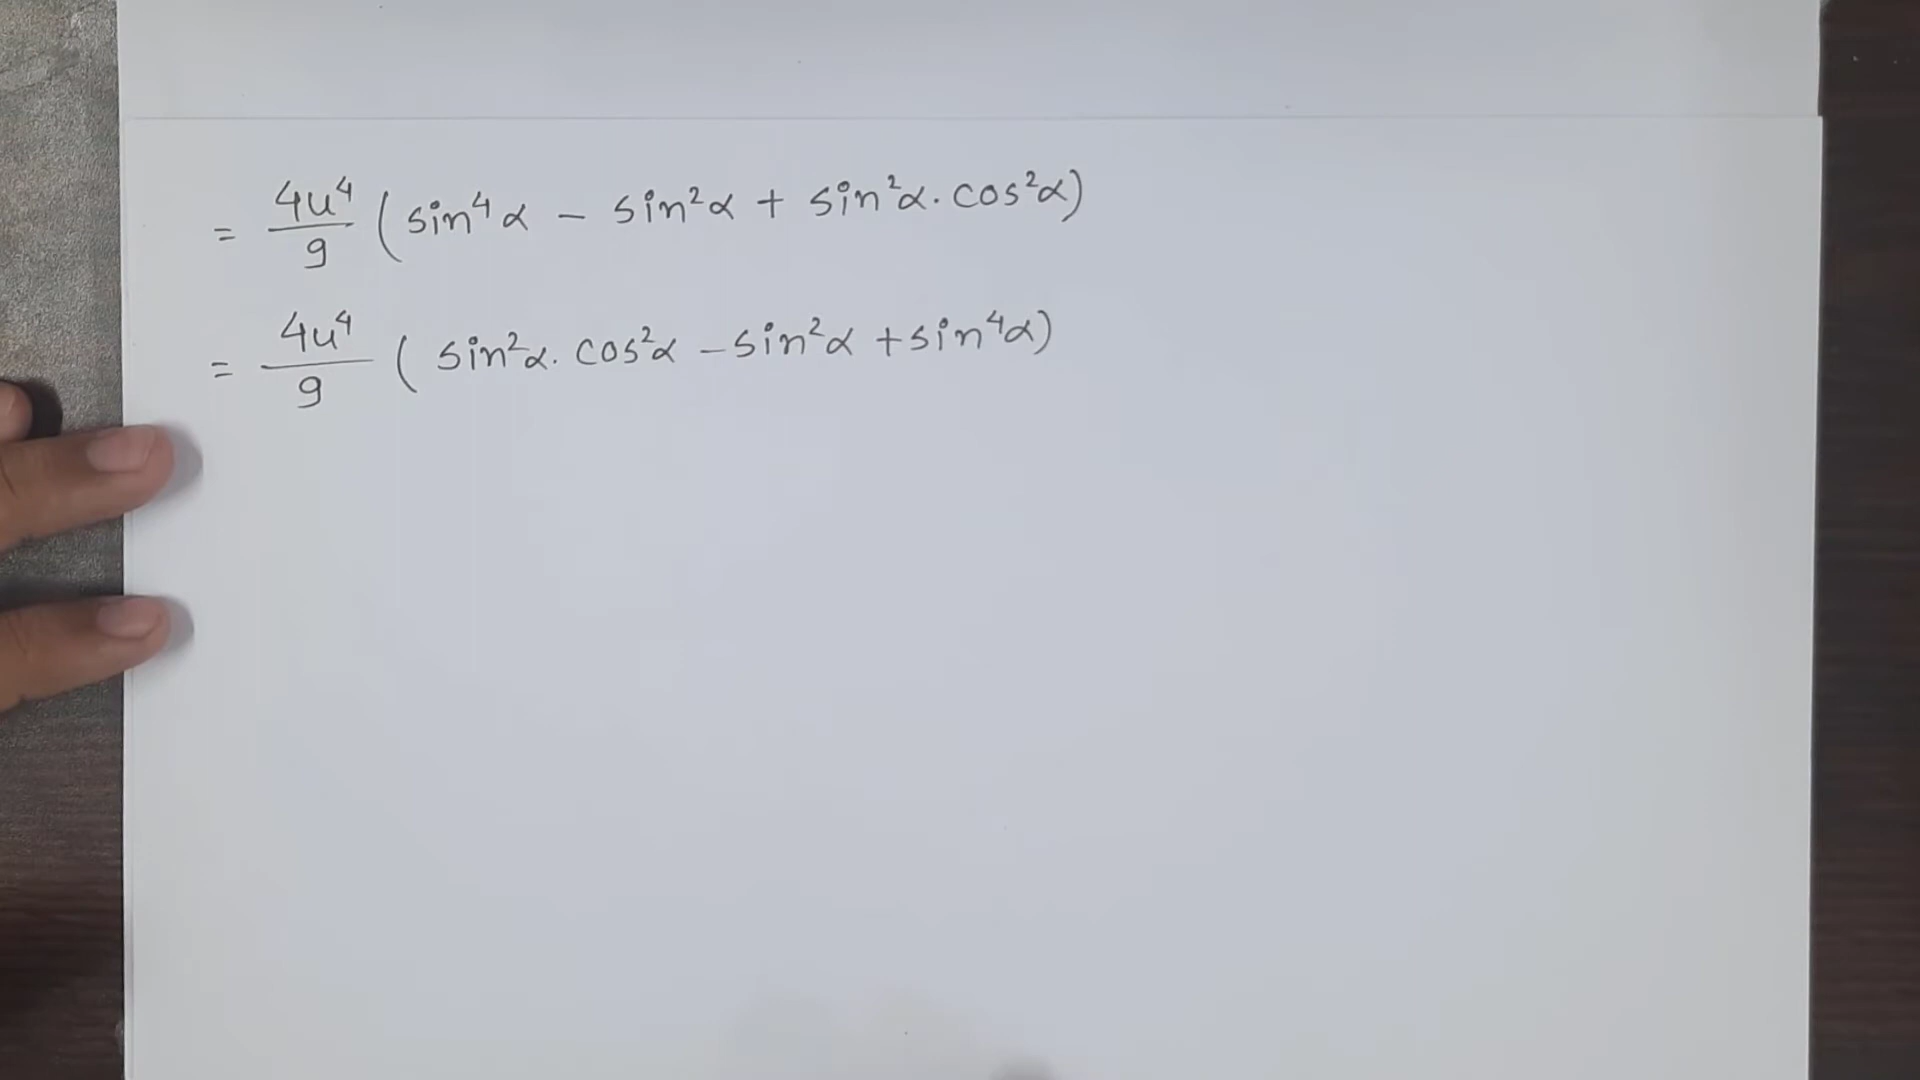 = 4u⁴/9 (sin⁴α − sin²α + sin²α. cos²α)
= 4u⁴/9 (sin²α. cos²α − sin²α + sin⁴α)